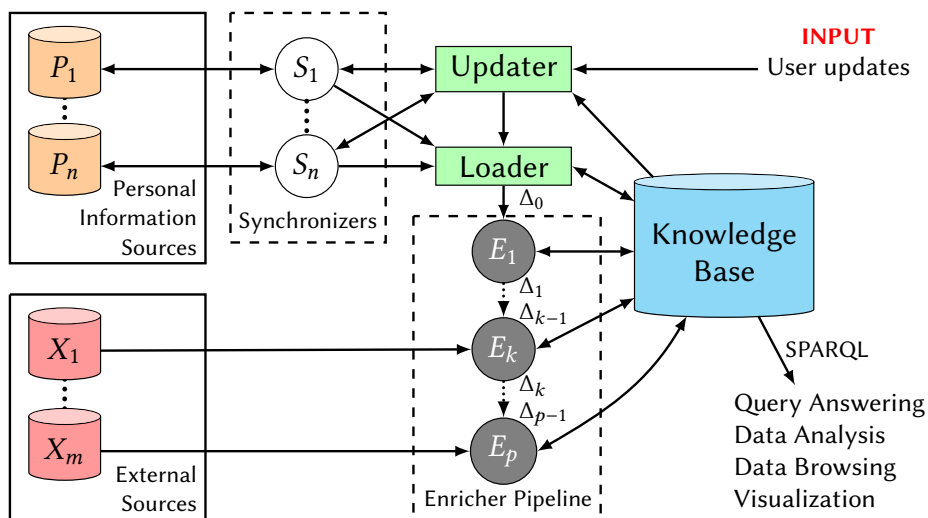 P₁
Pₙ
Personal
Information
Sources
S₁
Sₙ
Synchronizers
Updater
Loader
INPUT
User updates
Δ₀
E₁
Δ₁
Δₖ₋₁
Eₖ
Δₖ
Δₚ₋₁
Eₚ
Enricher Pipeline
Knowledge
Base
X₁
Xₘ
External
Sources
SPARQL
Query Answering
Data Analysis
Data Browsing
Visualization